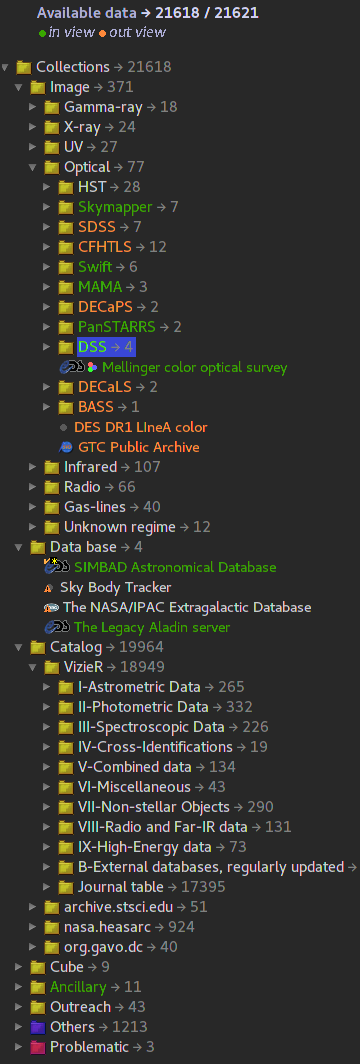 Available data → 21618 / 21621
in view out view
Collections → 21618
Image → 371
Gamma-ray → 18
X-ray → 24
UV → 27
Optical → 77
HST → 28
Skymapper → 7
SDSS → 7
CFHTLS → 12
Swift → 6
MAMA → 3
DECaPS → 2
PanSTARRS → 2
DSS → 4
Mellinger color optical survey
DECaLS → 2
BASS → 1
DES DR1 LIneA color
GTC Public Archive
Infrared → 107
Radio → 66
Gas-lines → 40
Unknown regime → 12
Data base → 4
SIMBAD Astronomical Database
Sky Body Tracker
The NASA/IPAC Extragalactic Database
The Legacy Aladin server
Catalog → 19964
VizieR → 18949
I-Astrometric Data → 265
II-Photometric Data → 332
III-Spectroscopic Data → 226
IV-Cross-Identifications → 19
V-Combined data → 134
VI-Miscellaneous → 43
VII-Non-stellar Objects → 290
VIII-Radio and Far-IR data → 131
IX-High-Energy data → 73
B-External databases, regularly updated →
Journal table → 17395
archive.stsci.edu → 51
nasa.heasarc → 924
org.gavo.dc → 40
Cube → 9
Ancillary → 11
Outreach → 43
Others → 1213
Problematic → 3